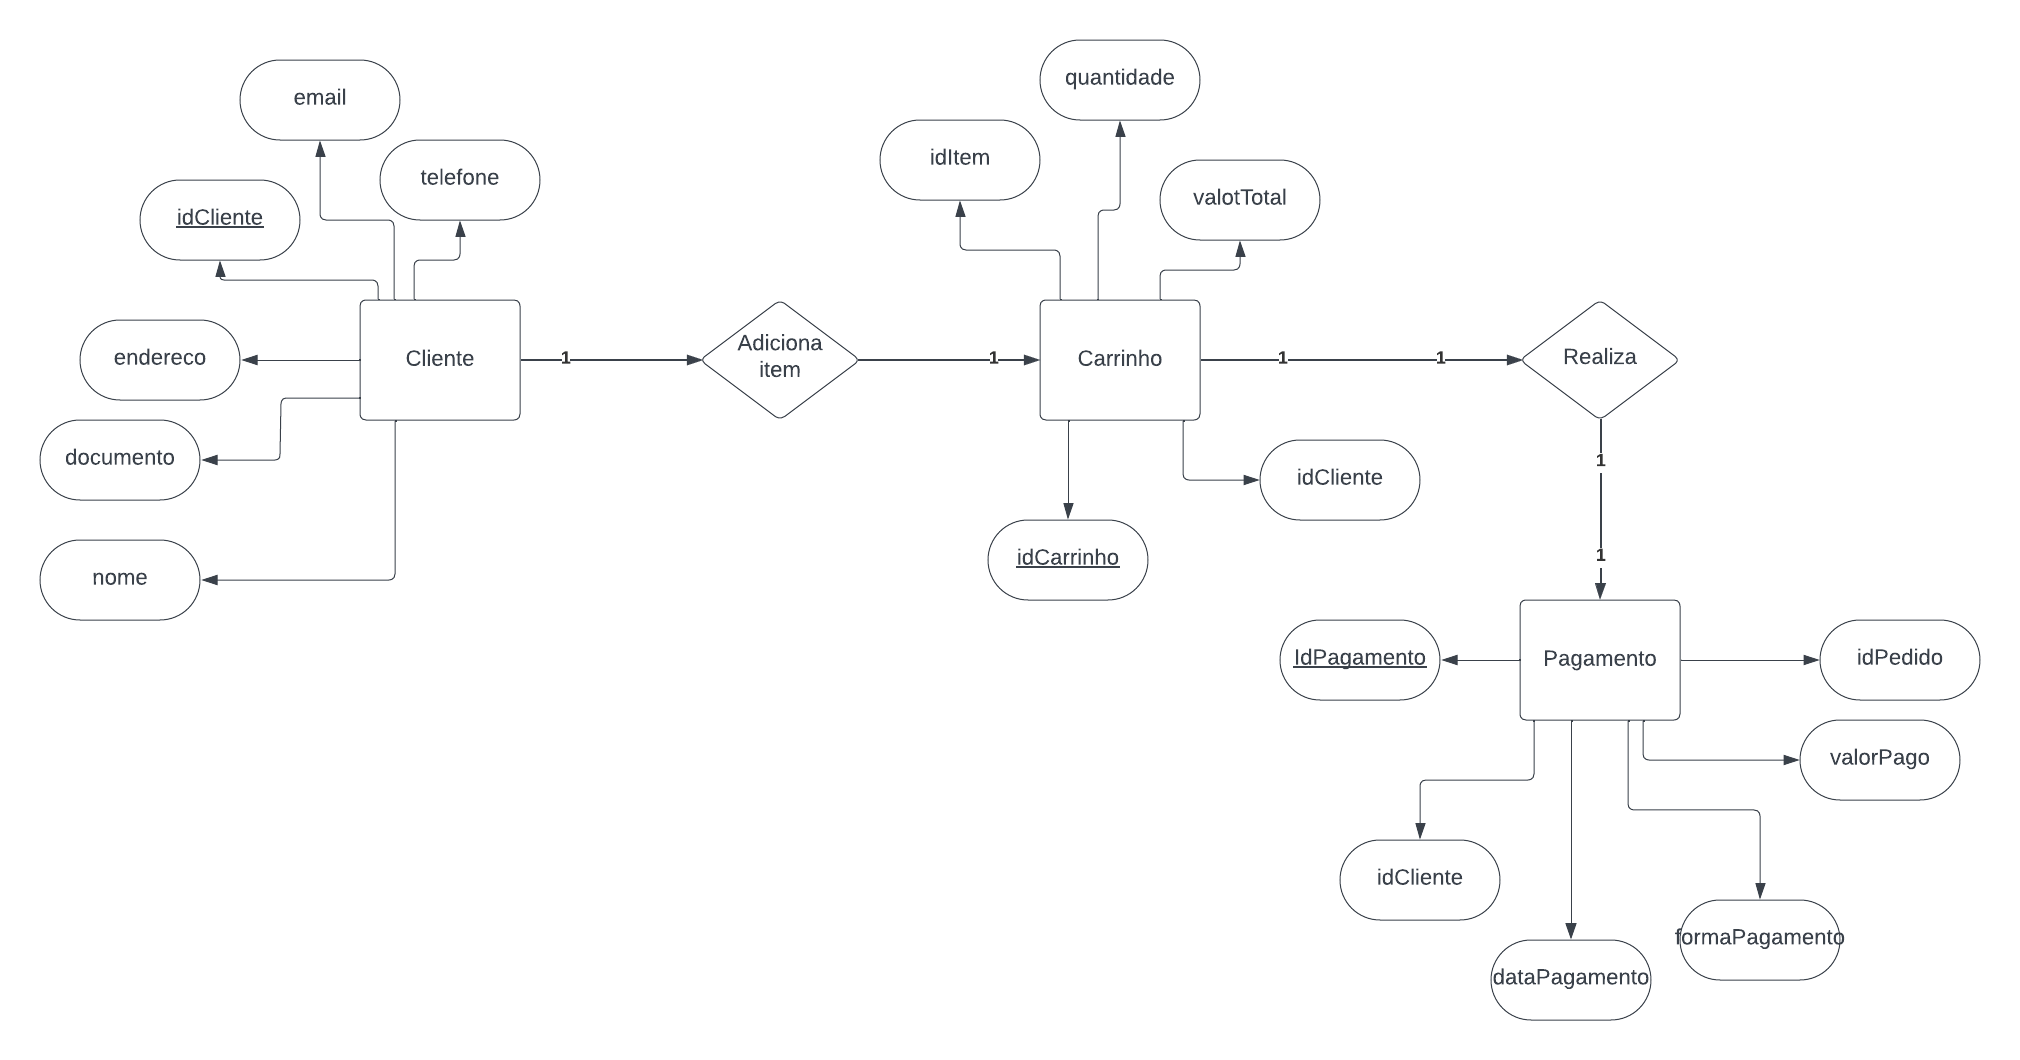 quantidade
email
idItem
telefone
valotTotal
idCliente
Adiciona
item
endereco
Cliente
1
1
Carrinho
1
1
Realiza
documento
1
idCliente
idCarrinho
1
nome
IdPagamento
Pagamento
idPedido
valorPago
idCliente
formaPagamento
dataPagamento